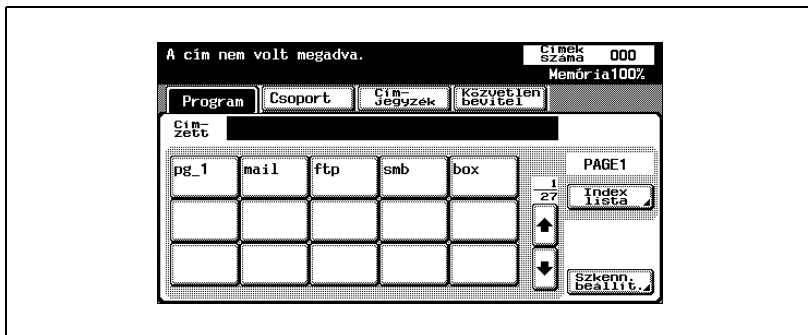 A cím nem volt megadva.
Címek száma 000
Memória100%
Program
Csoport
Cím-
jegyzék
Közvetlen
bevitel
Cím-
zett
pg_1 mail ftp smb box
PAGE1
1
27
Index
lista
Szkenn.
beállít.